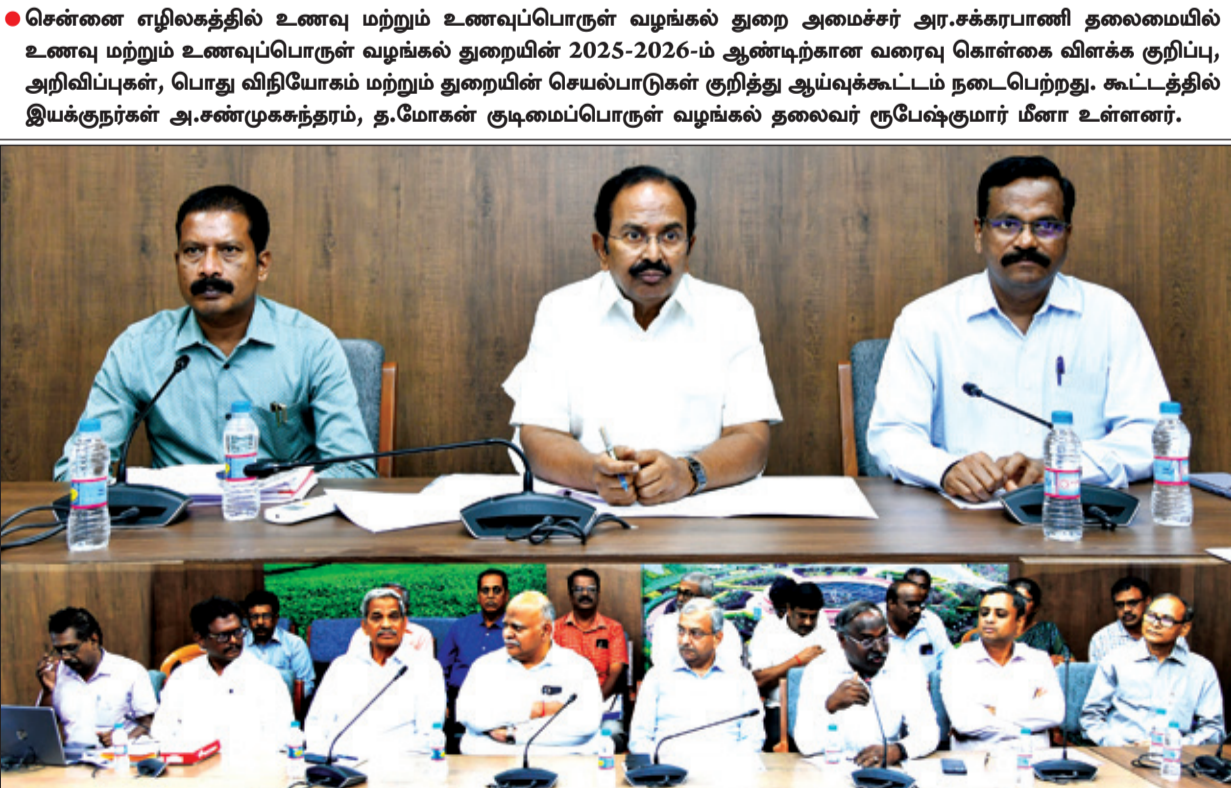 சென்னை எழிலகத்தில் உணவு மற்றும் உணவுப்பொருள் வழங்கல் துறை அமைச்சர் அர.சக்கரபாணி தலைமையில்
உணவு மற்றும் உணவுப்பொருள் வழங்கல் துறையின் 2025-2026-ம் ஆண்டிற்கான வரைவு கொள்கை விளக்க குறிப்பு,
அறிவிப்புகள், பொது விநியோகம் மற்றும் துறையின் செயல்பாடுகள் குறித்து ஆய்வுக்கூட்டம் நடைபெற்றது. கூட்டத்தில்
இயக்குநர்கள் அ.சண்முகசுந்தரம், த.மோகன் குடிமைப்பொருள் வழங்கல் தலைவர் ரூபேஷ்குமார் மீனா உள்ளனர்.